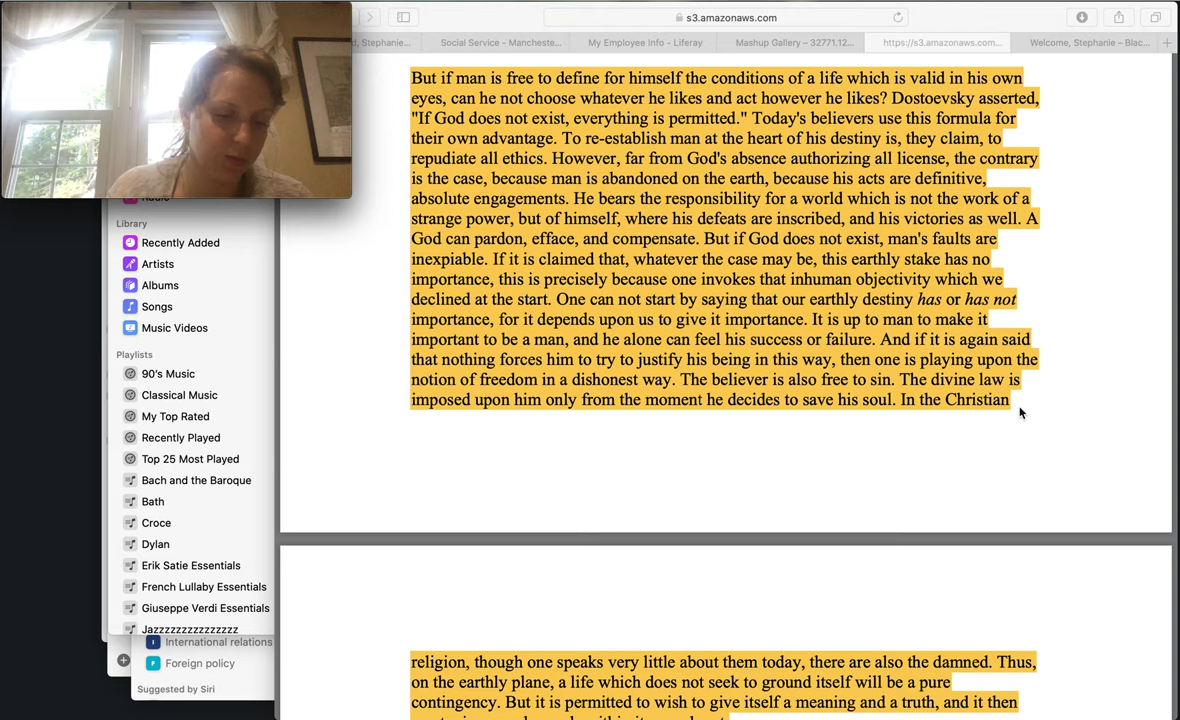 s3.amazonaws.com
d, Stephanie...
Social Service - Mancheste...
My Employee Info - Liferay
Mashup Gallery – 32771.12...
https://s3.amazonaws.com...
Welcome, Stephanie – Blac...
But if man is free to define for himself the conditions of a life which is valid in his own
eyes, can he not choose whatever he likes and act however he likes? Dostoevsky asserted,
"If God does not exist, everything is permitted." Today's believers use this formula for
their own advantage. To re-establish man at the heart of his destiny is, they claim, to
repudiate all ethics. However, far from God's absence authorizing all license, the contrary
is the case, because man is abandoned on the earth, because his acts are definitive,
absolute engagements. He bears the responsibility for a world which is not the work of a
strange power, but of himself, where his defeats are inscribed, and his victories as well. A
God can pardon, efface, and compensate. But if God does not exist, man's faults are
inexpiable. If it is claimed that, whatever the case may be, this earthly stake has no
importance, this is precisely because one invokes that inhuman objectivity which we
declined at the start. One can not start by saying that our earthly destiny has or has not
importance, for it depends upon us to give it importance. It is up to man to make it
important to be a man, and he alone can feel his success or failure. And if it is again said
that nothing forces him to try to justify his being in this way, then one is playing upon the
notion of freedom in a dishonest way. The believer is also free to sin. The divine law is
imposed upon him only from the moment he decides to save his soul. In the Christian
religion, though one speaks very little about them today, there are also the damned. Thus,
on the earthly plane, a life which does not seek to ground itself will be a pure
contingency. But it is permitted to wish to give itself a meaning and a truth, and it then
Radio
Library
Recently Added
Artists
Albums
Songs
Music Videos
Playlists
90's Music
Classical Music
My Top Rated
Recently Played
Top 25 Most Played
Bach and the Baroque
Bath
Croce
Dylan
Erik Satie Essentials
French Lullaby Essentials
Giuseppe Verdi Essentials
Jazzzzzzzzzzzzzzz
International relations
Foreign policy
Suggested by Siri